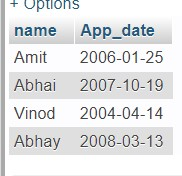 + Options
name App_date
Amit 2006-01-25
Abhai 2007-10-19
Vinod 2004-04-14
Abhay 2008-03-13